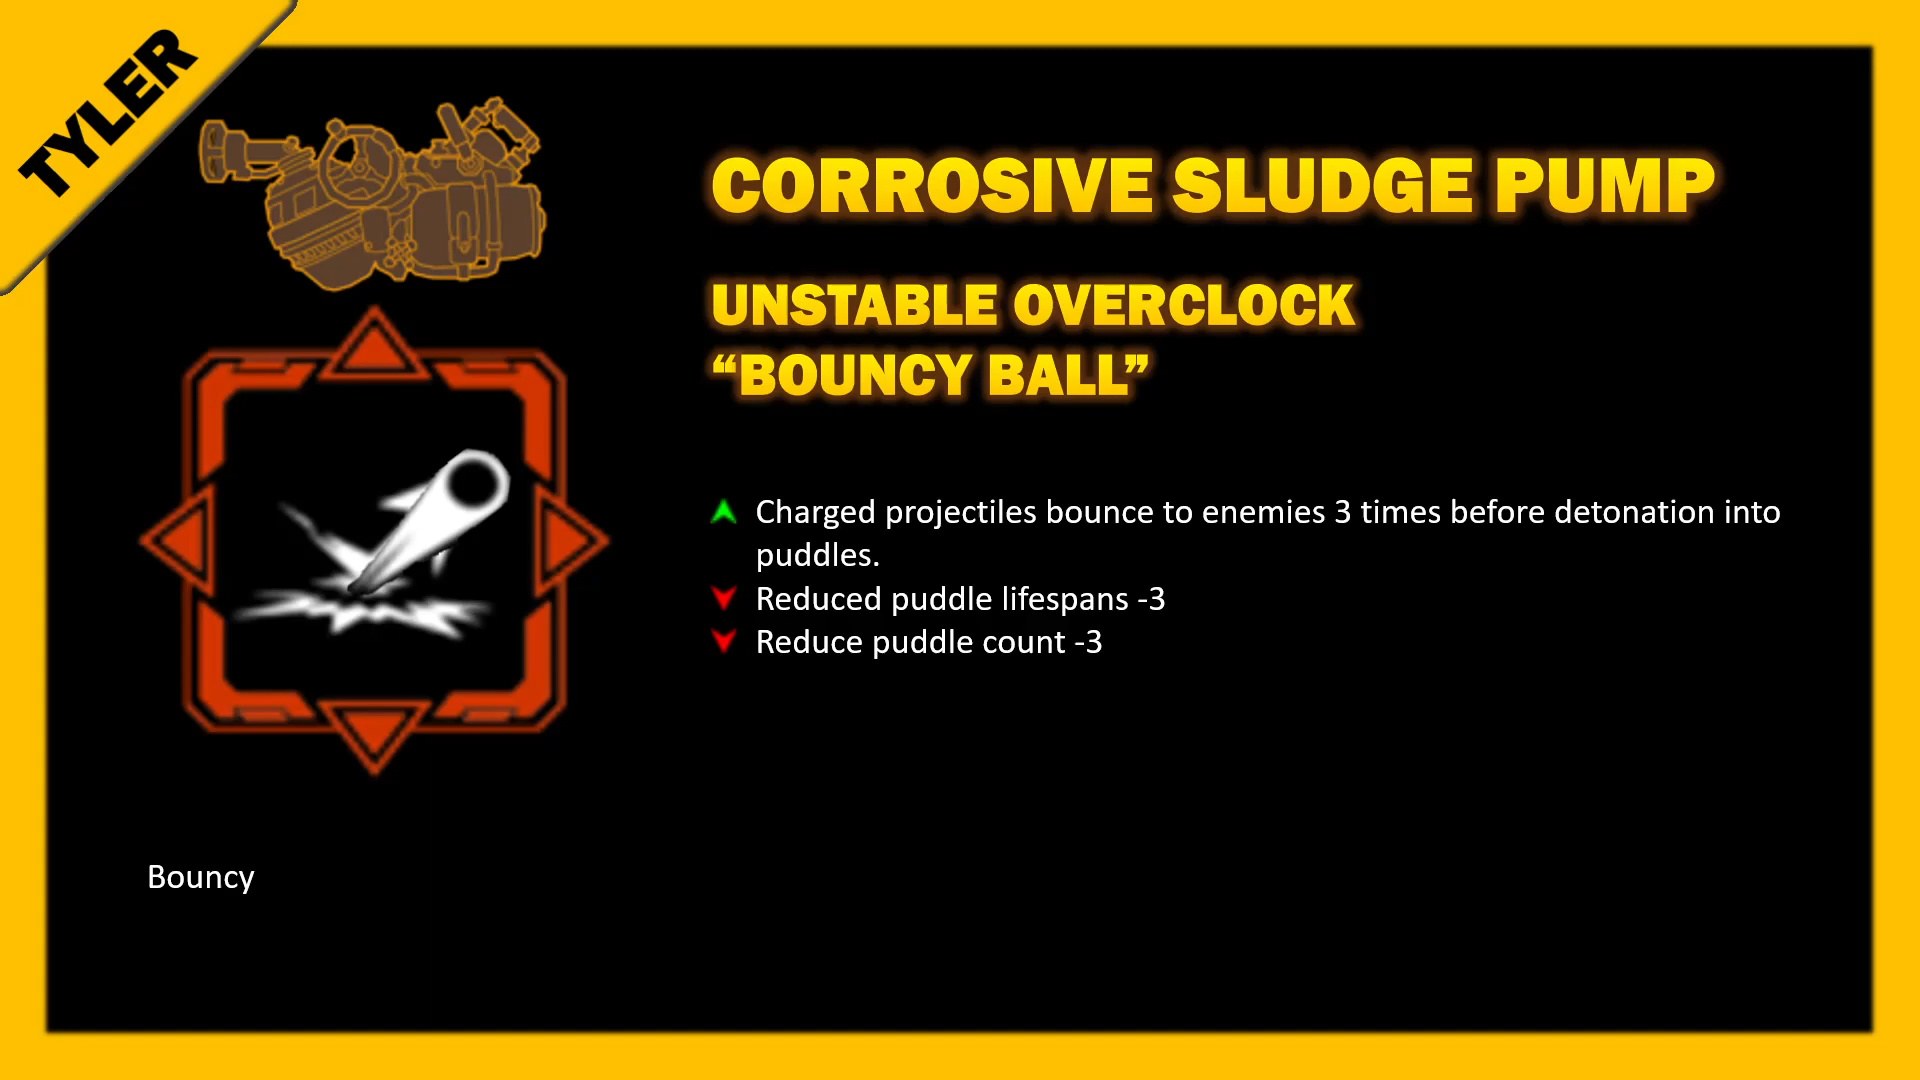 TYLER
CORROSIVE SLUDGE PUMP
UNSTABLE OVERCLOCK
“BOUNCY BALL”
Charged projectiles bounce to enemies 3 times before detonation into
puddles.
Reduced puddle lifespans -3
Reduce puddle count -3
Bouncy